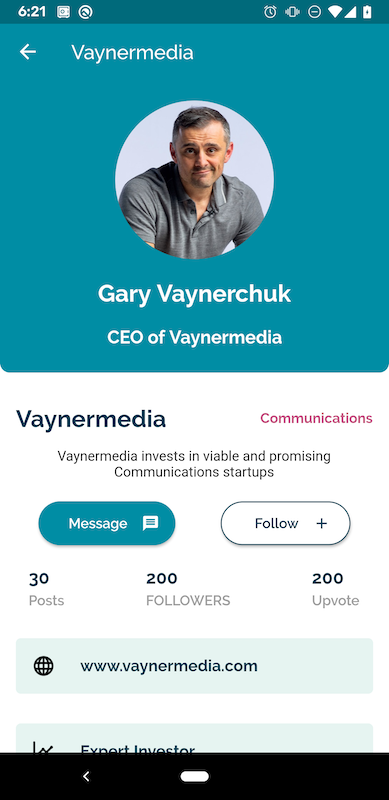 6:21
Vaynermedia
Gary Vaynerchuk
CEO of Vaynermedia
Vaynermedia
Communications
Vaynermedia invests in viable and promising
Communications startups
Message
Follow
30
200
200
Posts
FOLLOWERS
Upvote
www.vaynermedia.com
Expert Investor